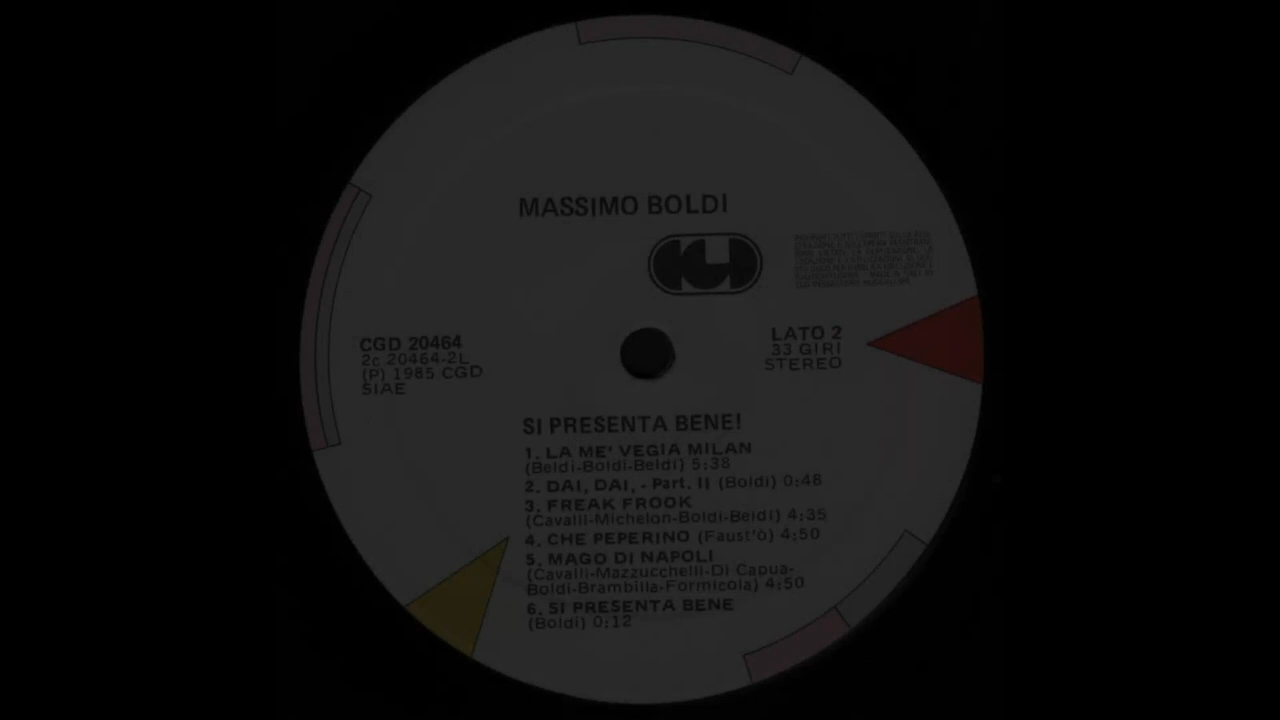 MASSIMO BOLDI
CGD
CGD 20464
2c 20464-2L
(P) 1985 CGD
SIAE
LATO 2
33 GIRI
STEREO
SI PRESENTA BENE!
1. LA ME' VEGIA MILAN
(Beldi-Boldi-Beldi) 5:38
2. DAI, DAI, - Part. II (Boldi) 0:48
3. FREAK FROOK
(Cavalli-Michelon-Boldi-Beldi) 4:35
4. CHE PEPERINO (Faust'ò) 4:50
5. MAGO DI NAPOLI
(Cavalli-Mazzucchelli-Di Capua-
Boldi-Brambilla-Formicola) 4:50
6. SI PRESENTA BENE
(Boldi) 0:12